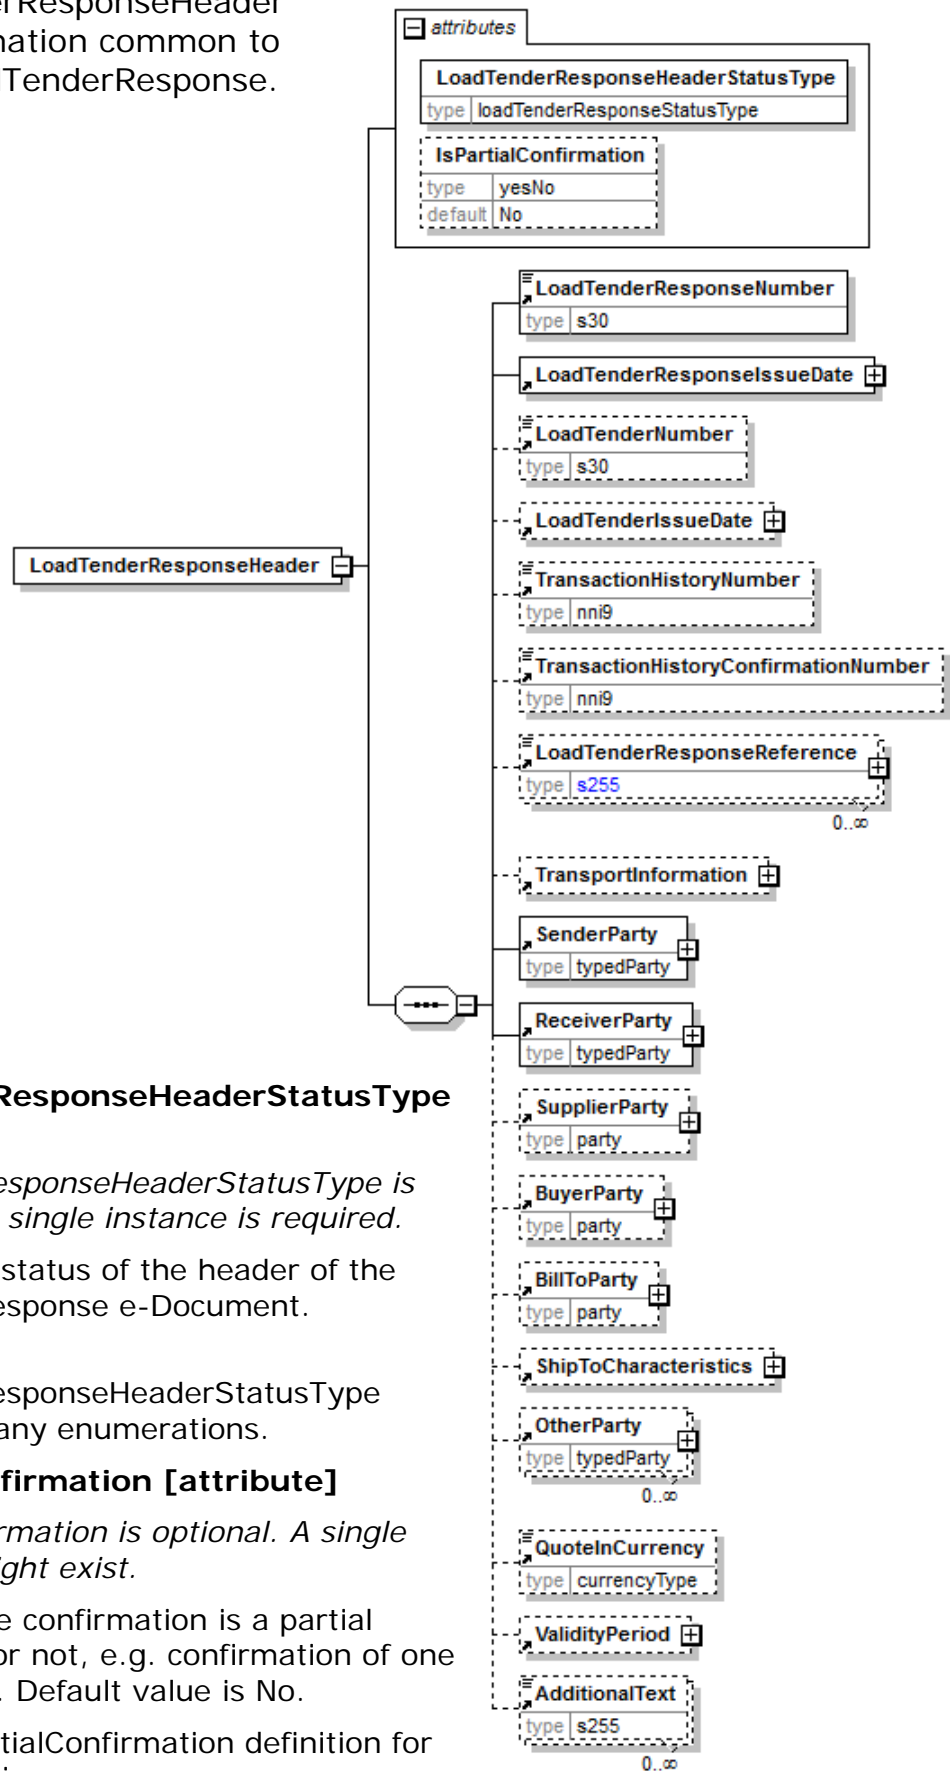 attributes
LoadTenderResponseHeaderStatusType
type loadTenderResponseStatusType
IsPartialConfirmation
type yesNo
default No
LoadTenderResponseNumber
type s30
LoadTenderResponseIssueDate
LoadTenderNumber
type s30
LoadTenderIssueDate
LoadTenderResponseHeader
TransactionHistoryNumber
type nni9
TransactionHistoryConfirmationNumber
type nni9
LoadTenderResponseReference
type s255
0..∞
TransportInformation
SenderParty
type typedParty
ReceiverParty
type typedParty
SupplierParty
type party
BuyerParty
type party
BillToParty
type party
ShipToCharacteristics
OtherParty
type typedParty
0..∞
QuoteInCurrency
type currencyType
ValidityPeriod
AdditionalText
type s255
0..∞
erResponseHeader
nation common to
dTenderResponse.
ResponseHeaderStatusType
esponseHeaderStatusType is
single instance is required.
status of the header of the
esponse e-Document.
esponseHeaderStatusType
any enumerations.
firmation [attribute]
rmation is optional. A single
ght exist.
e confirmation is a partial
or not, e.g. confirmation of one
. Default value is No.
tialConfirmation definition for